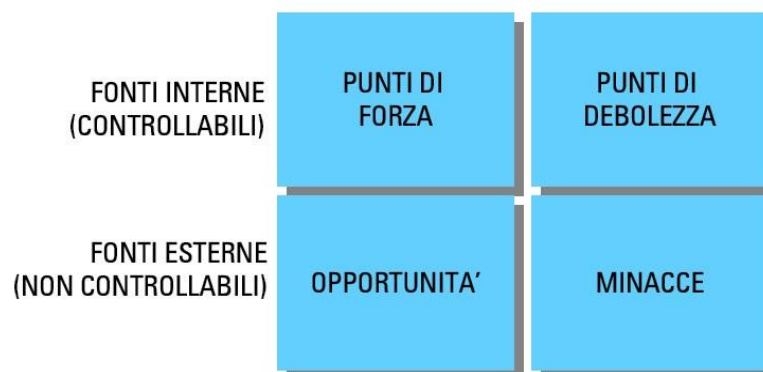 FONTI INTERNE
(CONTROLLABILI)
PUNTI DI
FORZA
PUNTI DI
DEBOLEZZA
FONTI ESTERNE
(NON CONTROLLABILI)
OPPORTUNITA’
MINACCE